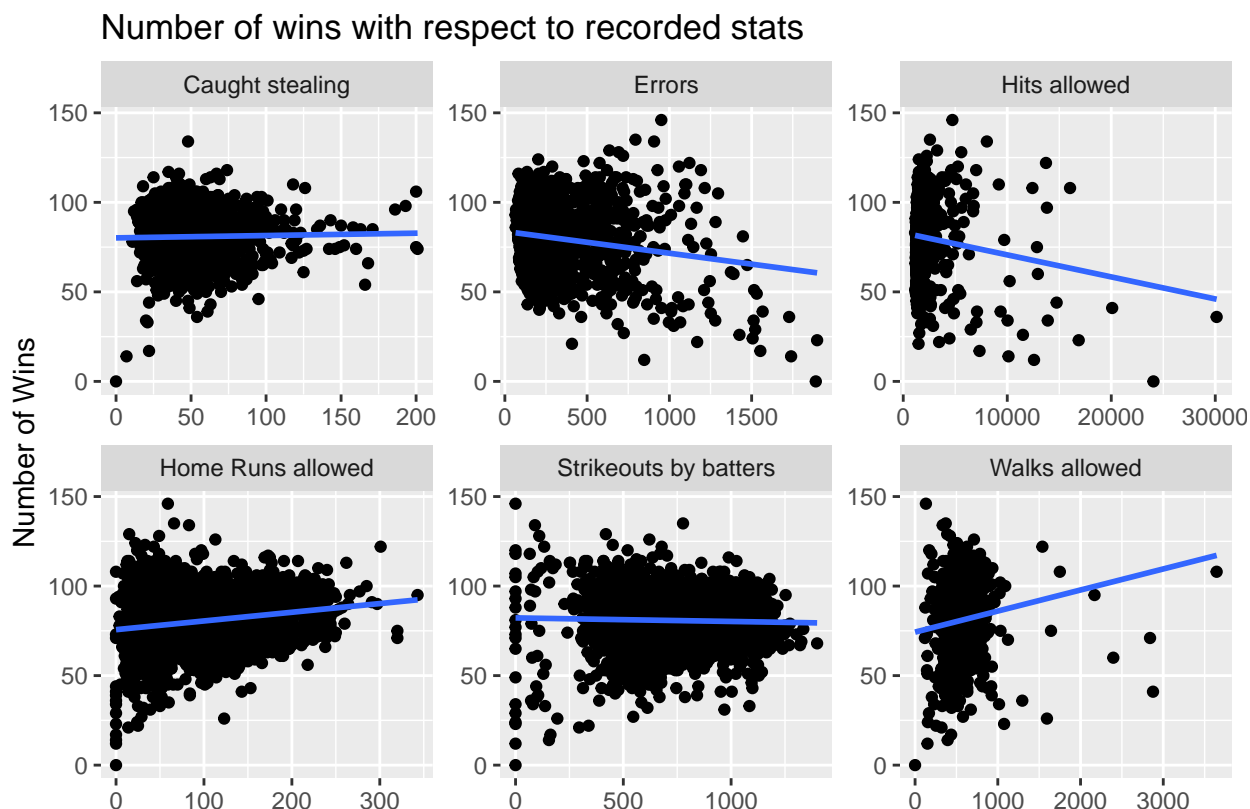 Number of wins with respect to recorded stats
Caught stealing
Errors
Hits allowed
150
100
50
0
0 50 100 150 200
150
100
50
0
0 500 1000 1500
150
100
50
0
0 10000 20000 30000
Number of Wins
Home Runs allowed
Strikeouts by batters
Walks allowed
150
100
50
0
0 100 200 300
150
100
50
0
0 500 1000
150
100
50
0
0 1000 2000 3000